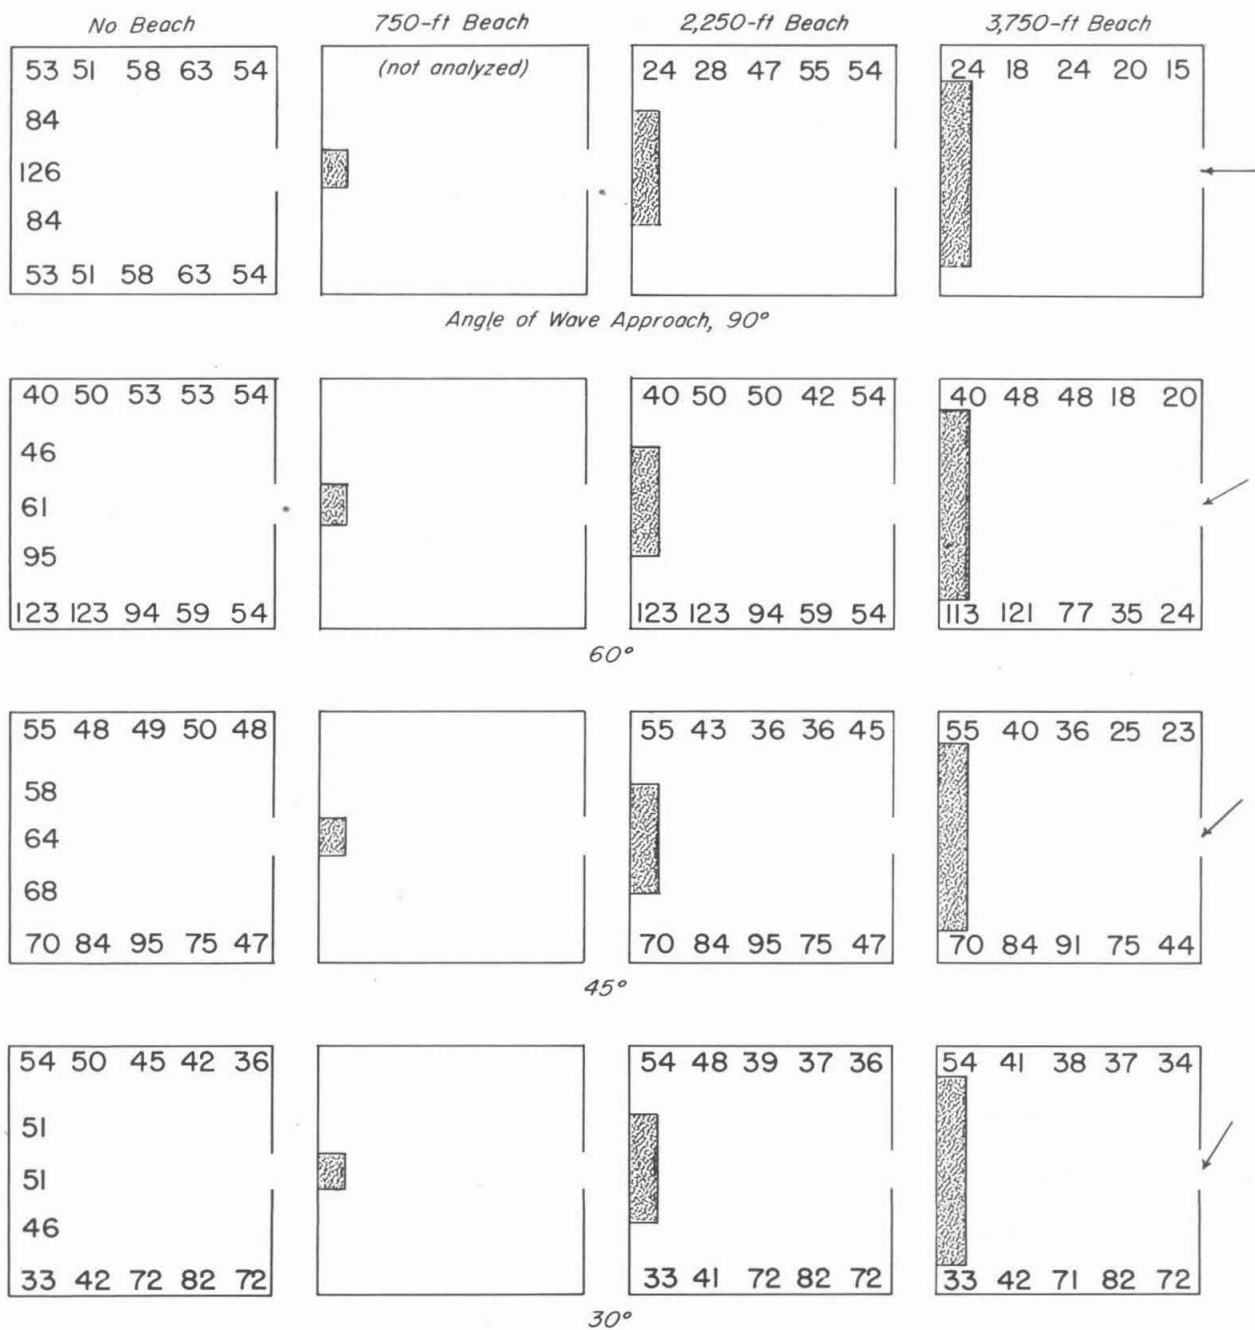 No Beach 750-ft Beach 2,250-ft Beach 3,750-ft Beach
53 51 58 63 54 (not analyzed) 24 28 47 55 54 24 18 24 20 15
84
126
84
53 51 58 63 54
Angle of Wave Approach, 90°
40 50 53 53 54 40 50 50 42 54 40 48 48 18 20
46
61
95
123 123 94 59 54 123 123 94 59 54 113 121 77 35 24
60°
55 48 49 50 48 55 43 36 36 45 55 40 36 25 23
58
64
68
70 84 95 75 47 70 84 95 75 47 70 84 91 75 44
45°
54 50 45 42 36 54 48 39 37 36 54 41 38 37 34
51
51
46
33 42 72 82 72 33 41 72 82 72 33 42 71 82 72
30°